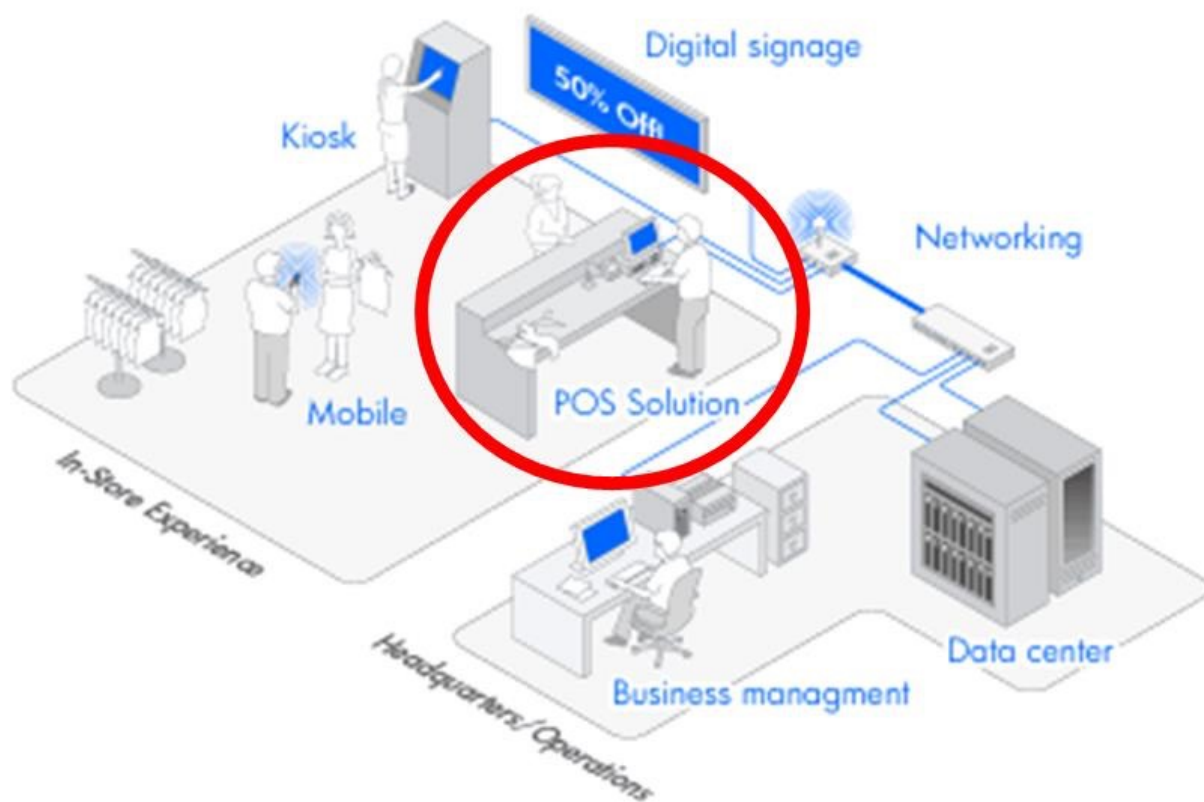 Digital signage
50% Off!
Kiosk
Networking
Mobile
POS Solution
In-Store Experience
Data center
Business managment
Headquarters/Operations